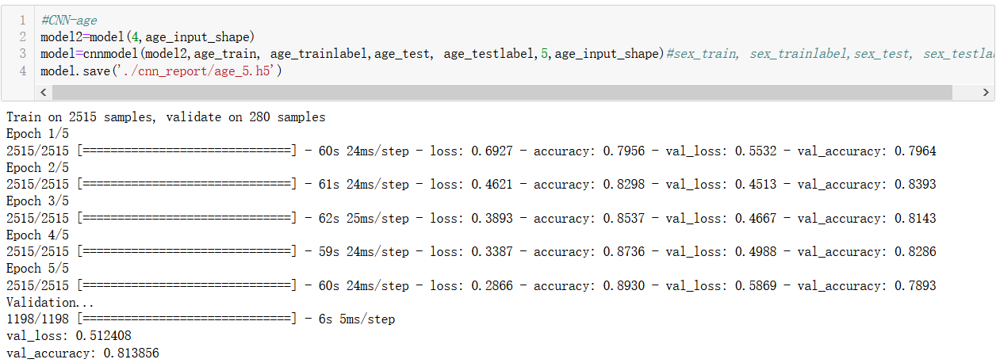 1 #CNN-age
2 model2=model(4,age_input_shape)
3 model=cnnmodel(model2,age_train, age_trainlabel,age_test, age_testlabel,5,age_input_shape)#sex_train, sex_trainlabel,sex_test, sex_testla
4 model.save('./cnn_report/age_5.h5')
Train on 2515 samples, validate on 280 samples
Epoch 1/5
2515/2515 [==============================] - 60s 24ms/step - loss: 0.6927 - accuracy: 0.7956 - val_loss: 0.5532 - val_accuracy: 0.7964
Epoch 2/5
2515/2515 [==============================] - 61s 24ms/step - loss: 0.4621 - accuracy: 0.8298 - val_loss: 0.4513 - val_accuracy: 0.8393
Epoch 3/5
2515/2515 [==============================] - 62s 25ms/step - loss: 0.3893 - accuracy: 0.8537 - val_loss: 0.4667 - val_accuracy: 0.8143
Epoch 4/5
2515/2515 [==============================] - 59s 24ms/step - loss: 0.3387 - accuracy: 0.8736 - val_loss: 0.4988 - val_accuracy: 0.8286
Epoch 5/5
2515/2515 [==============================] - 60s 24ms/step - loss: 0.2866 - accuracy: 0.8930 - val_loss: 0.5869 - val_accuracy: 0.7893
Validation...
1198/1198 [==============================] - 6s 5ms/step
val_loss: 0.512408
val_accuracy: 0.813856